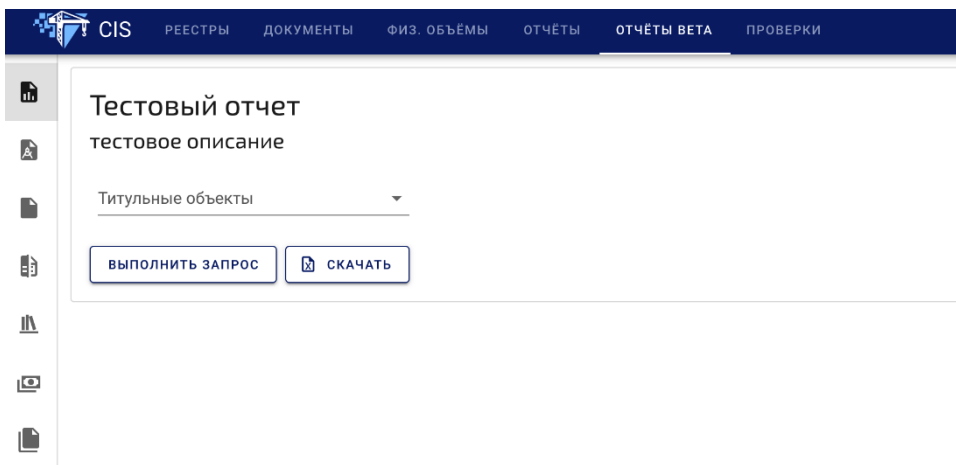 CIS РЕЕСТРЫ ДОКУМЕНТЫ ФИЗ. ОБЪЁМЫ ОТЧЁТЫ ОТЧЁТЫ BETA ПРОВЕРКИ
Тестовый отчет
тестовое описание
Титульные объекты
ВЫПОЛНИТЬ ЗАПРОС СКАЧАТЬ